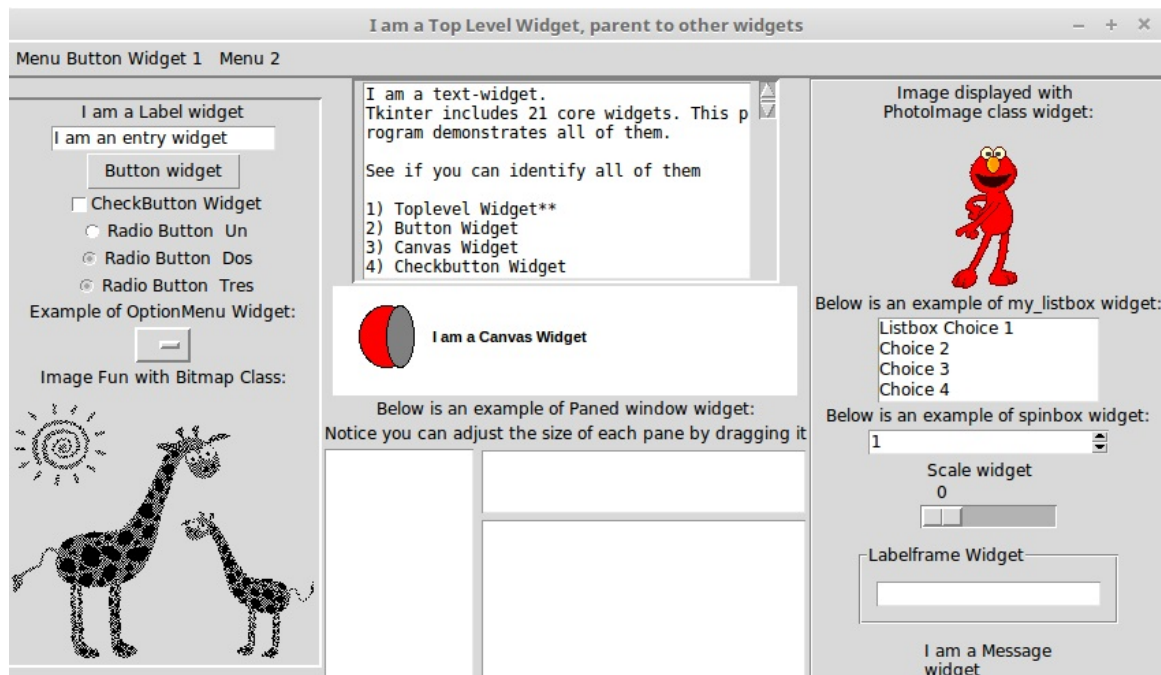 I am a Top Level Widget, parent to other widgets
Menu Button Widget 1 Menu 2
I am a Label widget
I am an entry widget
Button widget
CheckButton Widget
Radio Button Un
Radio Button Dos
Radio Button Tres
Example of OptionMenu Widget:
Image Fun with Bitmap Class:
I am a text-widget.
Tkinter includes 21 core widgets. This p
rogram demonstrates all of them.
See if you can identify all of them
1) Toplevel Widget**
2) Button Widget
3) Canvas Widget
4) Checkbutton Widget
I am a Canvas Widget
Below is an example of Paned window widget:
Notice you can adjust the size of each pane by dragging it
Image displayed with
PhotoImage class widget:
Below is an example of my_listbox widget:
Listbox Choice 1
Choice 2
Choice 3
Choice 4
Below is an example of spinbox widget:
1
Scale widget
0
Labelframe Widget
I am a Message
widget